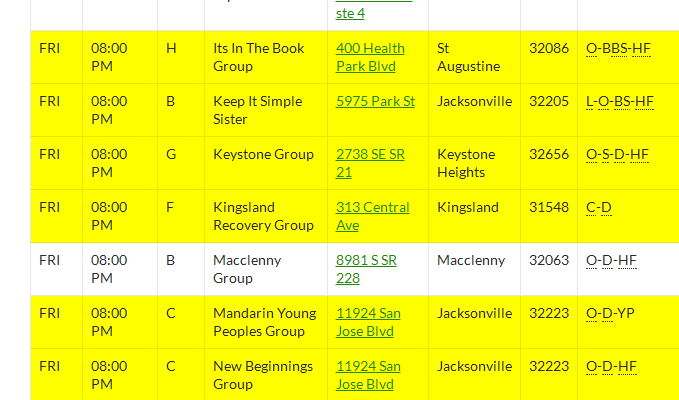 ste 4
FRI 08:00 H Its In The Book 400 Health St 32086 O-BBS-HF
PM Group Park Blvd Augustine
FRI 08:00 B Keep It Simple 5975 Park St Jacksonville 32205 L-O-BS-HF
PM Sister
FRI 08:00 G Keystone Group 2738 SE SR Keystone 32656 O-S-D-HF
PM 21 Heights
FRI 08:00 F Kingsland 313 Central Kingsland 31548 C-D
PM Recovery Group Ave
FRI 08:00 B Macclenny 8981 S SR Macclenny 32063 O-D-HF
PM Group 228
FRI 08:00 C Mandarin Young 11924 San Jacksonville 32223 O-D-YP
PM Peoples Group Jose Blvd
FRI 08:00 C New Beginnings 11924 San Jacksonville 32223 O-D-HF
PM Group Jose Blvd